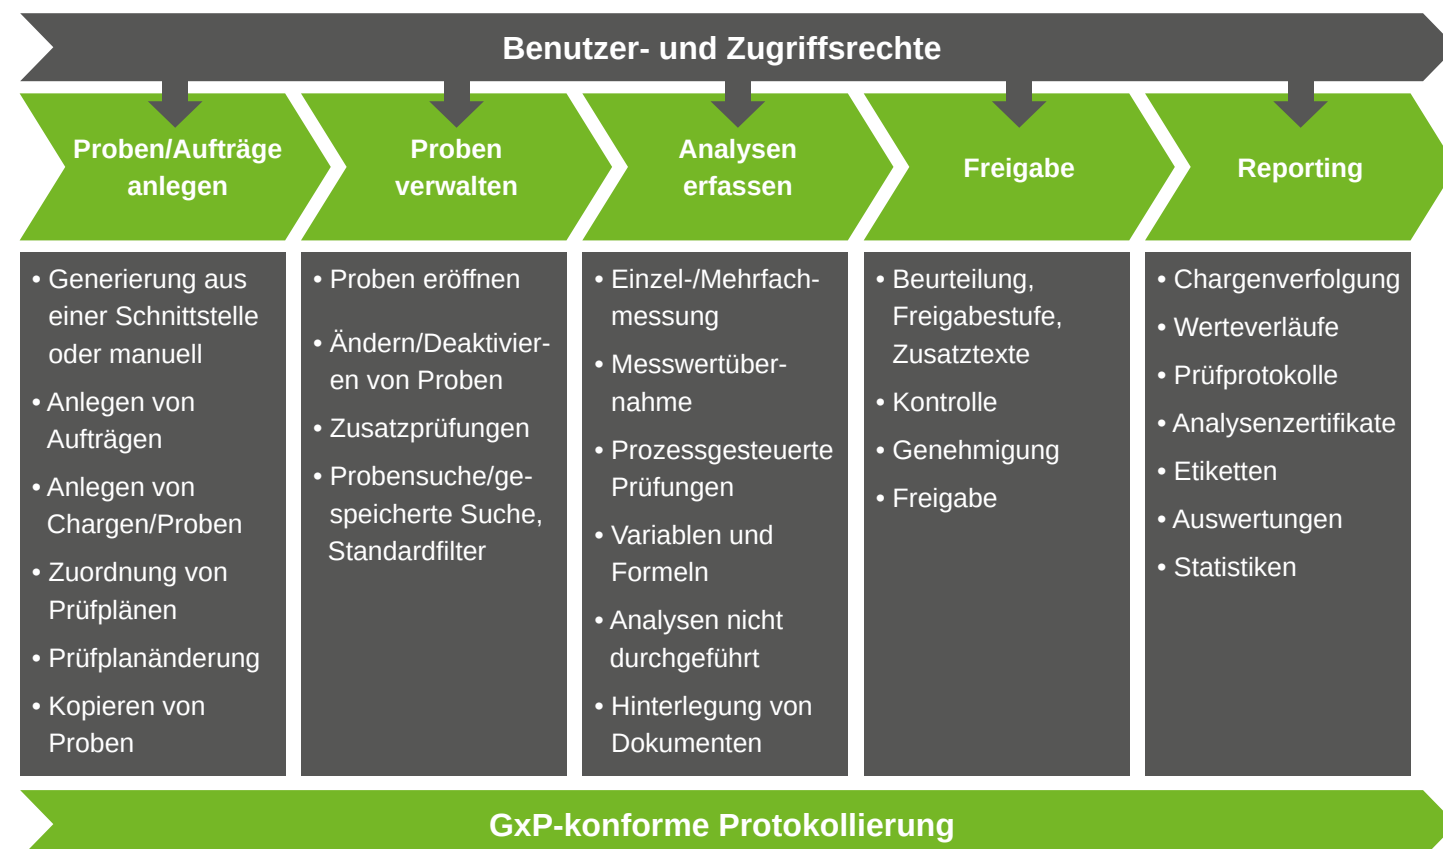 Benutzer- und Zugriffsrechte
Proben/Aufträge
anlegen
Proben
verwalten
Analysen
erfassen
Freigabe
Reporting
• Generierung aus
einer Schnittstelle
oder manuell
• Anlegen von
Aufträgen
• Anlegen von
Chargen/Proben
• Zuordnung von
Prüfplänen
• Prüfplanänderung
• Kopieren von
Proben
• Proben eröffnen
• Ändern/Deaktivier-
en von Proben
• Zusatzprüfungen
• Probensuche/ge-
speicherte Suche,
Standardfilter
• Einzel-/Mehrfach-
messung
• Messwertüber-
nahme
• Prozessgesteuerte
Prüfungen
• Variablen und
Formeln
• Analysen nicht
durchgeführt
• Hinterlegung von
Dokumenten
• Beurteilung,
Freigabestufe,
Zusatztexte
• Kontrolle
• Genehmigung
• Freigabe
• Chargenverfolgung
• Werteverläufe
• Prüfprotokolle
• Analysenzertifikate
• Etiketten
• Auswertungen
• Statistiken
GxP-konforme Protokollierung